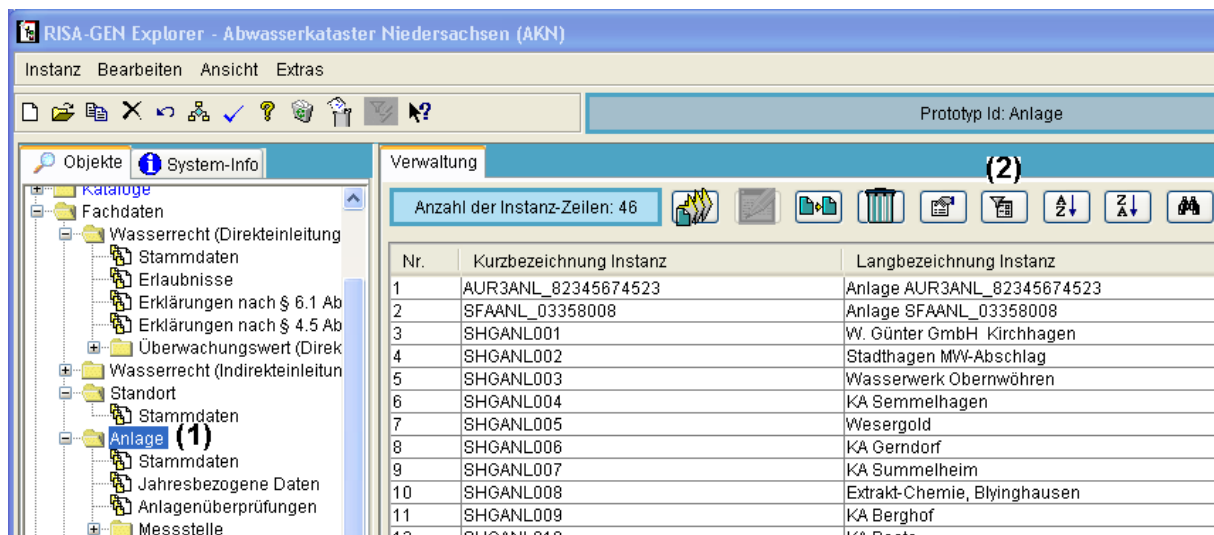 RISA-GEN Explorer - Abwasserkataster Niedersachsen (AKN)
Instanz Bearbeiten Ansicht Extras
Prototyp Id: Anlage
Objekte System-Info
Kataloge
Fachdaten
Wasserrecht (Direkteinleitung
Stammdaten
Erlaubnisse
Erklärungen nach § 6.1 Ab
Erklärungen nach § 4.5 Ab
Überwachungswert (Direk
Wasserrecht (Indirekteinleitun
Standort
Stammdaten
Anlage (1)
Stammdaten
Jahresbezogene Daten
Anlagenüberprüfungen
Messstelle
Verwaltung
(2)
Anzahl der Instanz-Zeilen: 46
Nr. Kurzbezeichnung Instanz Langbezeichnung Instanz
1 AUR3ANL_82345674523 Anlage AUR3ANL_82345674523
2 SFAANL_03358008 Anlage SFAANL_03358008
3 SHGANL001 W. Günter GmbH Kirchhagen
4 SHGANL002 Stadthagen MW-Abschlag
5 SHGANL003 Wasserwerk Obernwöhren
6 SHGANL004 KA Semmelhagen
7 SHGANL005 Wesergold
8 SHGANL006 KA Gerndorf
9 SHGANL007 KA Summelheim
10 SHGANL008 Extrakt-Chemie, Blyinghausen
11 SHGANL009 KA Berghof